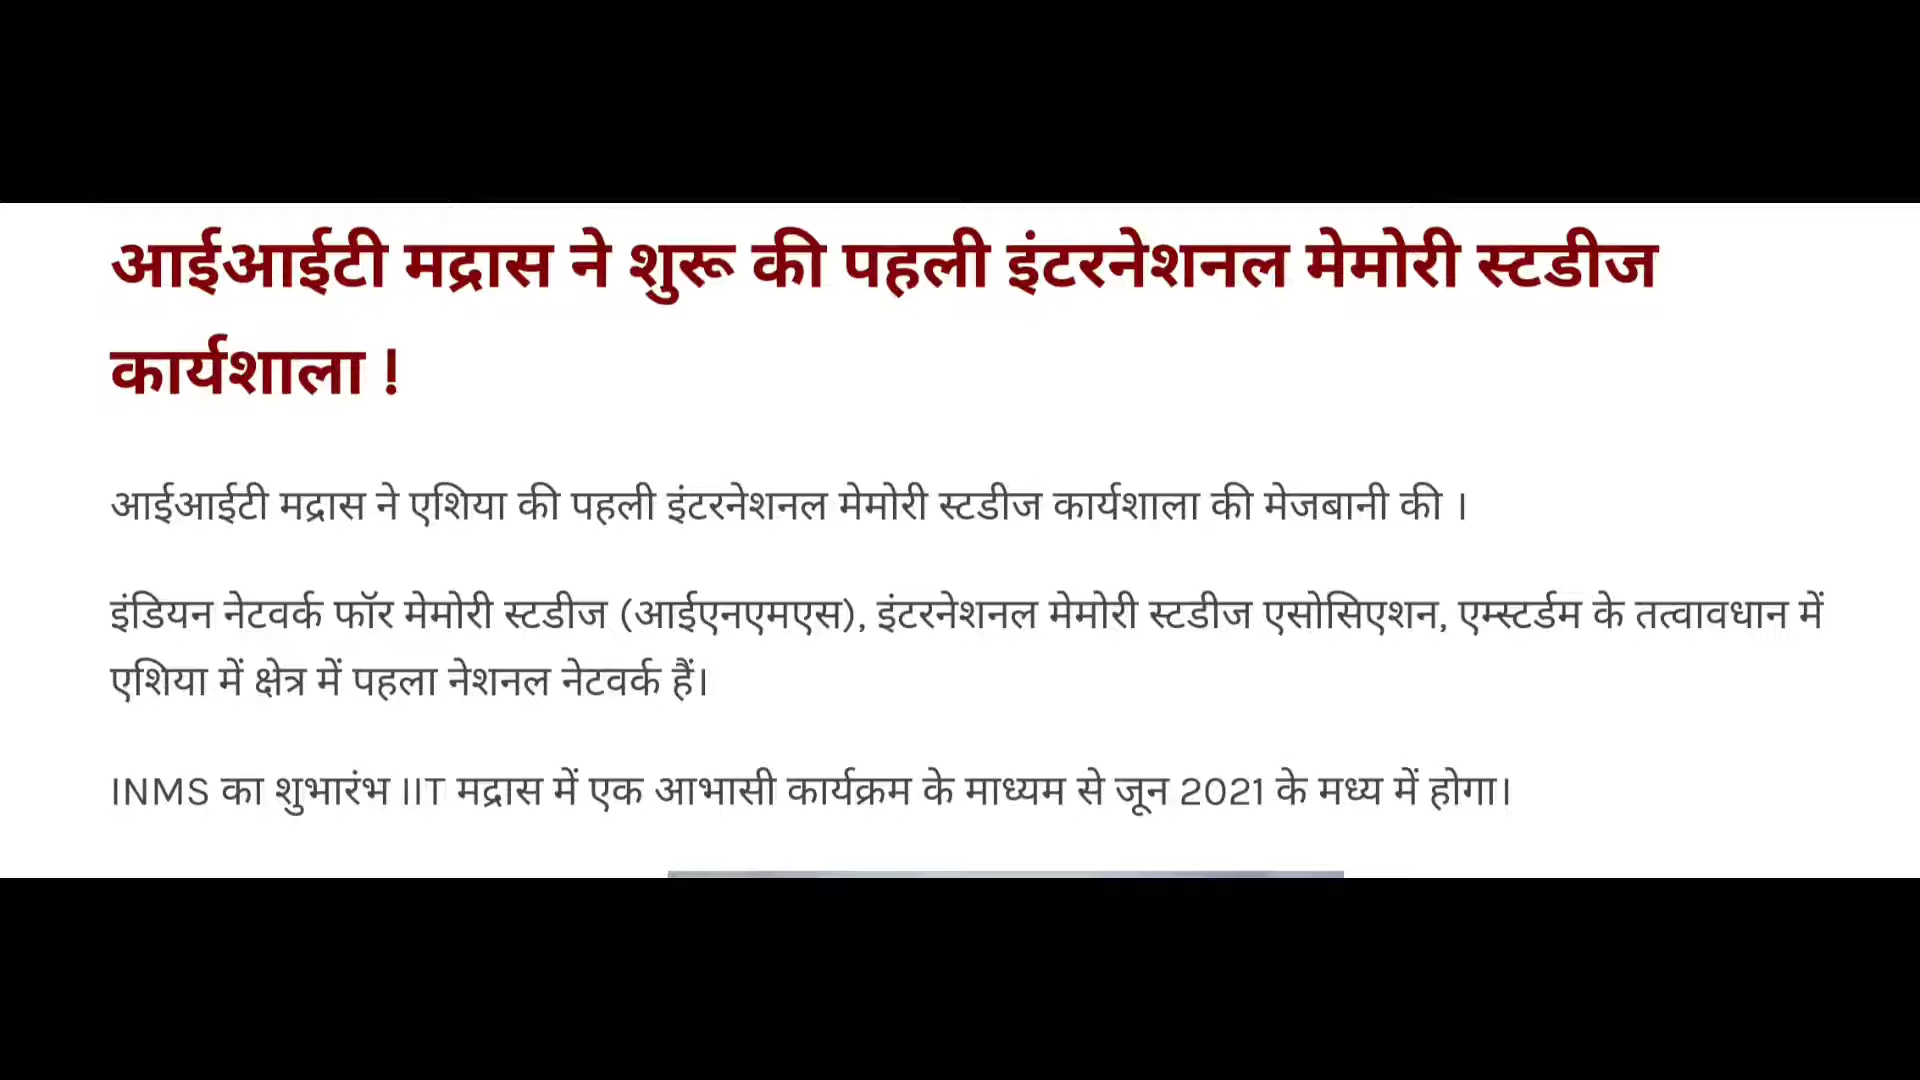 आईआईटी मद्रास ने शुरू की पहली इंटरनेशनल मेमोरी स्टडीज
कार्यशाला !
आईआईटी मद्रास ने एशिया की पहली इंटरनेशनल मेमोरी स्टडीज कार्यशाला की मेजबानी की ।
इंडियन नेटवर्क फॉर मेमोरी स्टडीज (आईएनएमएस), इंटरनेशनल मेमोरी स्टडीज एसोसिएशन, एम्स्टर्डम के तत्वावधान में
एशिया में क्षेत्र में पहला नेशनल नेटवर्क हैं।
INMS का शुभारंभ IIT मद्रास में एक आभासी कार्यक्रम के माध्यम से जून 2021 के मध्य में होगा।